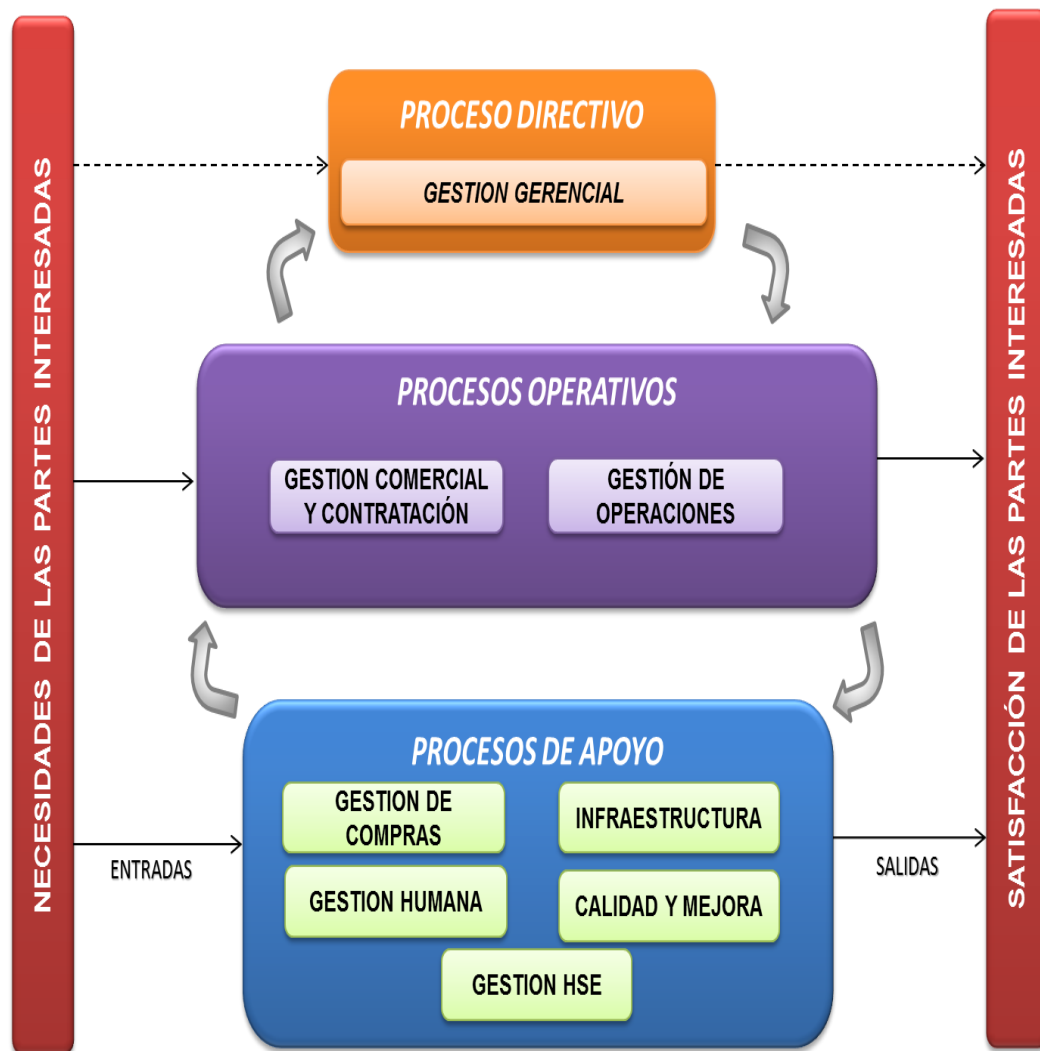 NECESIDADES DE LAS PARTES INTERESADAS
PROCESO DIRECTIVO
GESTION GERENCIAL
PROCESOS OPERATIVOS
GESTION COMERCIAL
Y CONTRATACIÓN
GESTIÓN DE
OPERACIONES
PROCESOS DE APOYO
GESTION DE
COMPRAS
INFRAESTRUCTURA
GESTION HUMANA
CALIDAD Y MEJORA
GESTION HSE
ENTRADAS
SALIDAS
SATISFACCIÓN DE LAS PARTES INTERESADAS